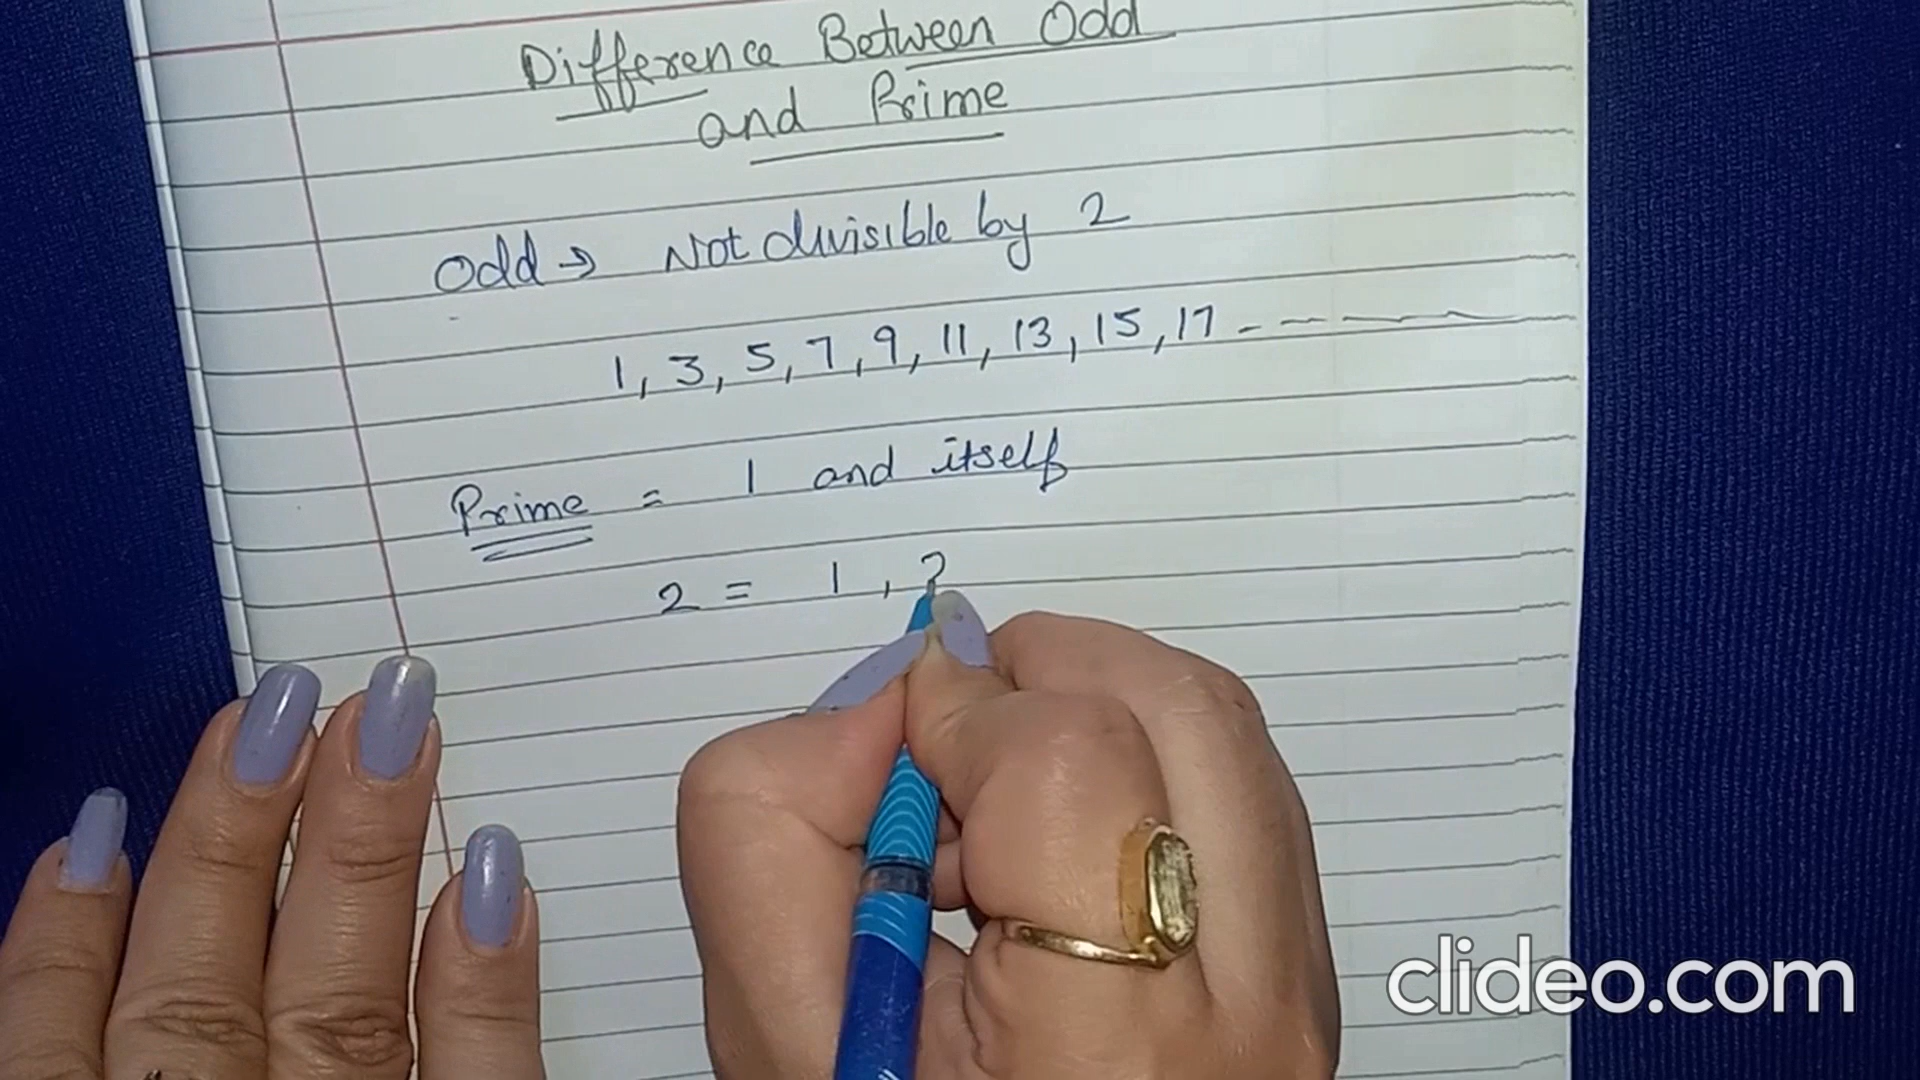 Difference Between Odd
and Prime
Odd → Not divisible by 2
1, 3, 5, 7, 9, 11, 13, 15, 17 - - - - -
Prime = 1 and itself
2 = 1, 2
clideo.com